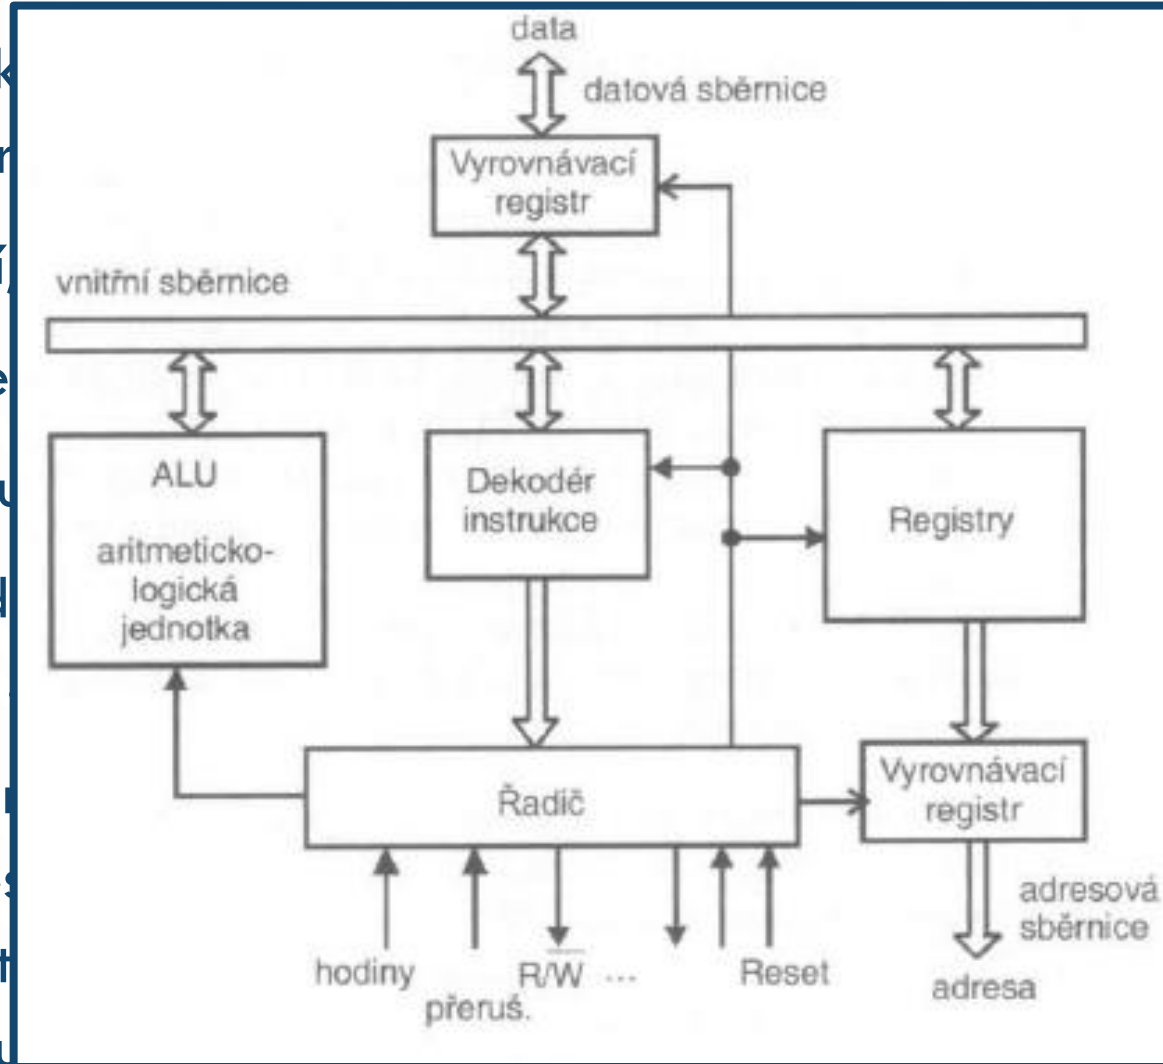 data
datová sběrnice
Vyrovnávací
registr
vnitřní sběrnice
ALU
aritmeticko-
logická
jednotka
Dekodér
instrukce
Registry
Řadič
Vyrovnávací
registr
adresová
sběrnice
adresa
hodiny
přeruš.
R/W̅
...
Reset